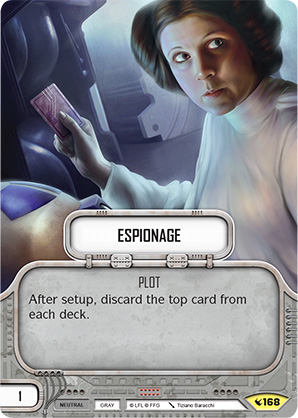 ESPIONAGE
PLOT
After setup, discard the top card from
each deck.
1
NEUTRAL GRAY © LFL © FFG Tiziano Baracchi 168